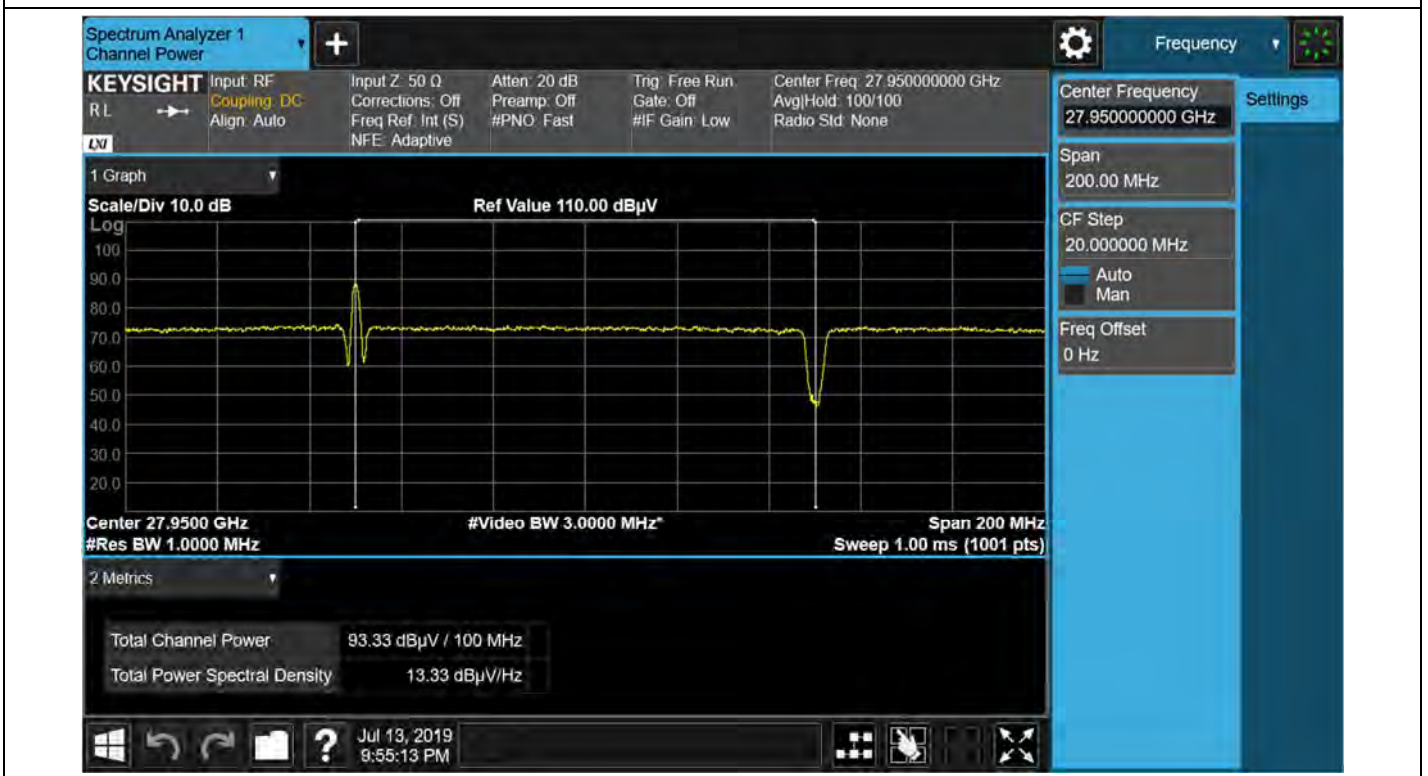 Spectrum Analyzer 1
Channel Power
+
Frequency
KEYSIGHT
RL
LXI
Input: RF
Coupling: DC
Align: Auto
Input Z: 50 Ω
Corrections: Off
Freq Ref: Int (S)
NFE: Adaptive
Atten: 20 dB
Preamp: Off
#PNO: Fast
Trig: Free Run
Gate: Off
#IF Gain: Low
Center Freq: 27.950000000 GHz
Avg|Hold: 100/100
Radio Std: None
Center Frequency
27.950000000 GHz
Settings
Span
200.00 MHz
CF Step
20.000000 MHz
Auto
Man
Freq Offset
0 Hz
1 Graph
Scale/Div 10.0 dB
Ref Value 110.00 dBµV
Log
100
90.0
80.0
70.0
60.0
50.0
40.0
30.0
20.0
Center 27.9500 GHz
#Video BW 3.0000 MHz*
Span 200 MHz
#Res BW 1.0000 MHz
Sweep 1.00 ms (1001 pts)
2 Metrics
Total Channel Power 93.33 dBµV / 100 MHz
Total Power Spectral Density 13.33 dBµV/Hz
?
Jul 13, 2019
9:55:13 PM